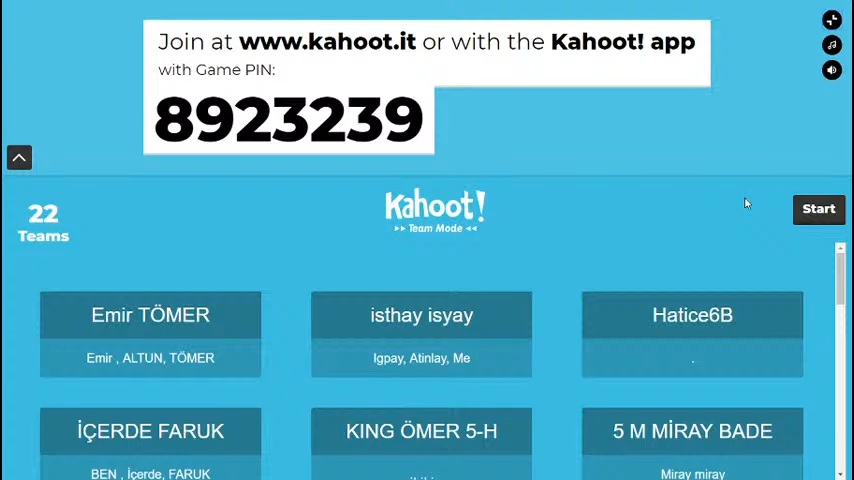 Join at www.kahoot.it or with the Kahoot! app
with Game PIN:
8923239
22
Teams
Kahoot!
Team Mode
Start
Emir TÖMER
isthay isyay
Hatice6B
Emir , ALTUN, TÖMER
Igpay, Atinlay, Me
.
İÇERDE FARUK
KING ÖMER 5-H
5 M MİRAY BADE
BEN , İçerde, FARUK
Miray miray